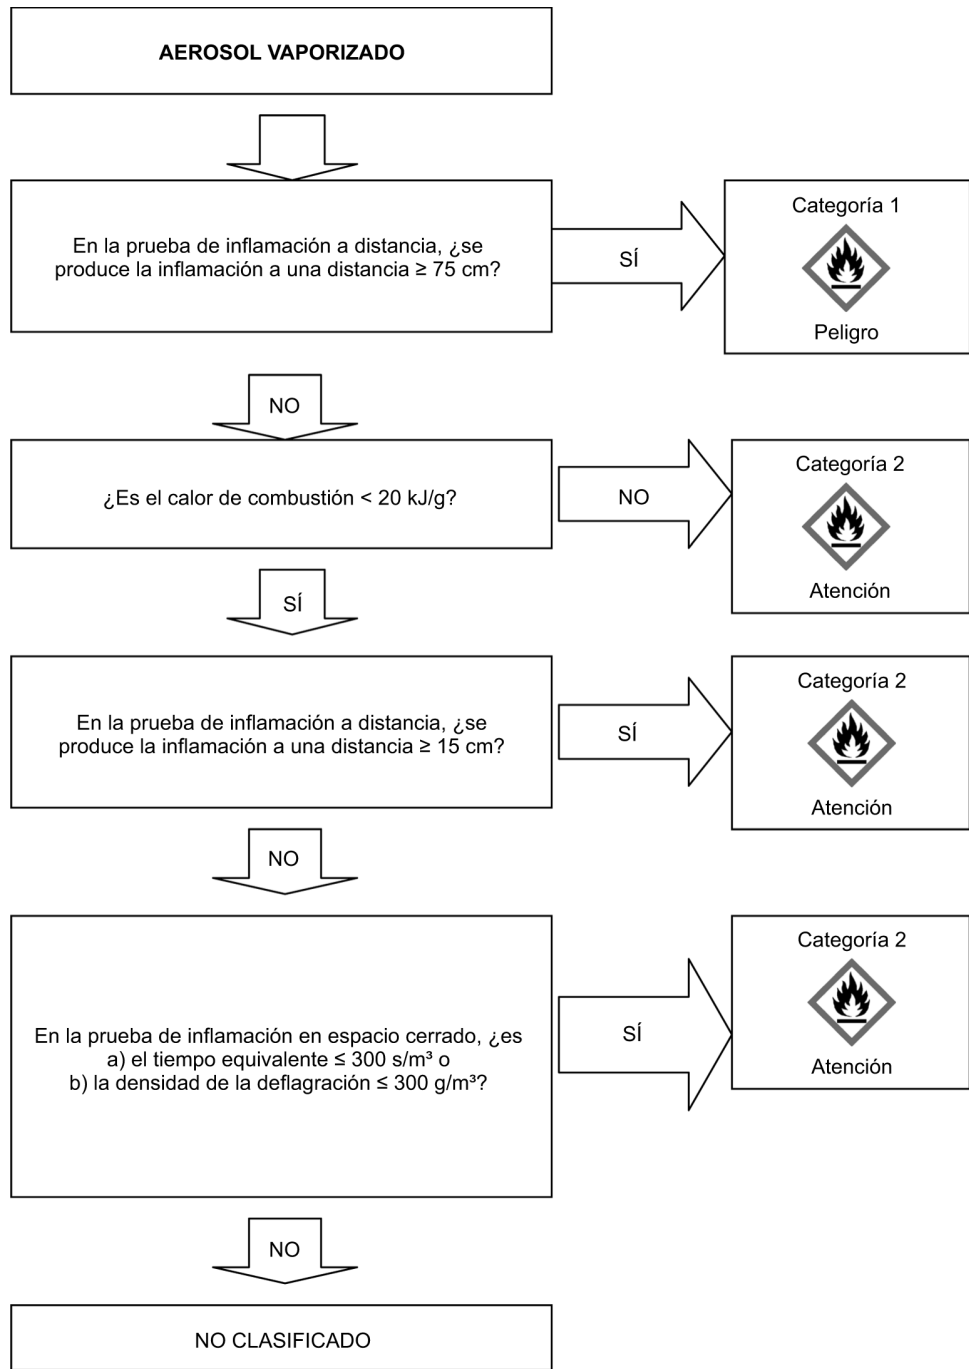 AEROSOL VAPORIZADO
En la prueba de inflamación a distancia, ¿se
produce la inflamación a una distancia ≥ 75 cm?
SÍ
Categoría 1
Peligro
NO
¿Es el calor de combustión < 20 kJ/g?
NO
Categoría 2
Atención
SÍ
En la prueba de inflamación a distancia, ¿se
produce la inflamación a una distancia ≥ 15 cm?
SÍ
Categoría 2
Atención
NO
En la prueba de inflamación en espacio cerrado, ¿es
a) el tiempo equivalente ≤ 300 s/m³ o
b) la densidad de la deflagración ≤ 300 g/m³?
SÍ
Categoría 2
Atención
NO
NO CLASIFICADO